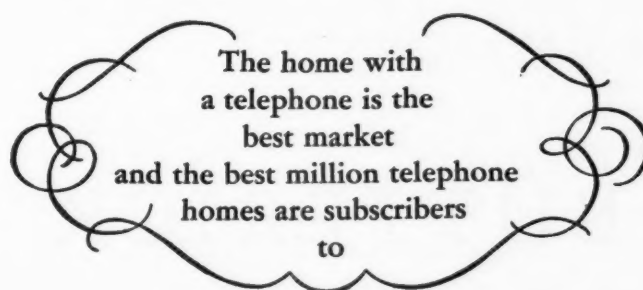 The home with
a telephone is the
best market
and the best million telephone
homes are subscribers
to